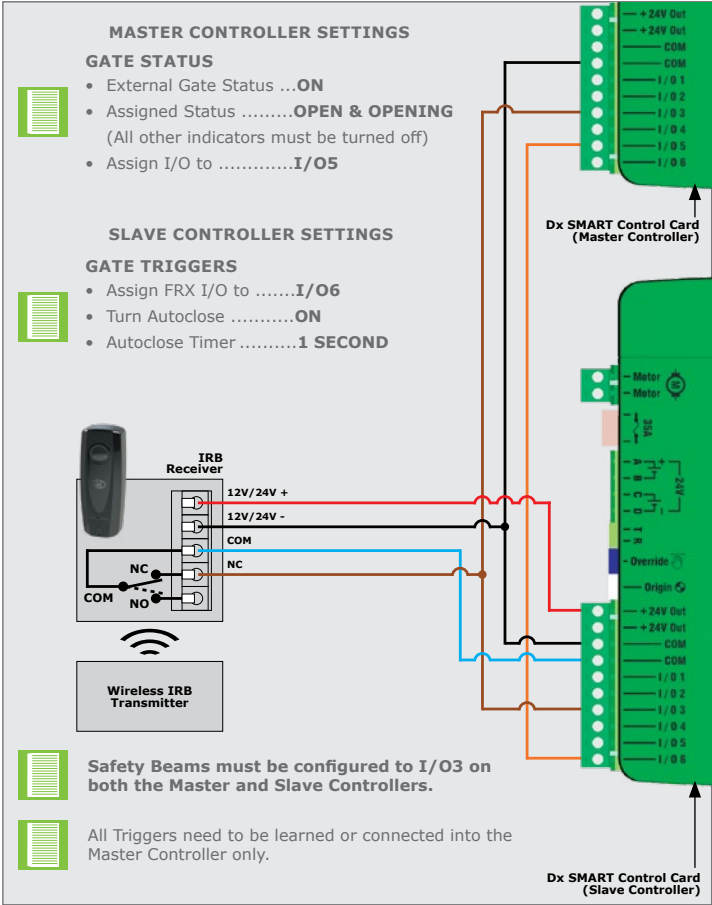 MASTER CONTROLLER SETTINGS
GATE STATUS
• External Gate Status ...ON
• Assigned Status .........OPEN & OPENING
(All other indicators must be turned off)
• Assign I/O to .............I/O5
SLAVE CONTROLLER SETTINGS
GATE TRIGGERS
• Assign FRX I/O to .......I/O6
• Turn Autoclose ...........ON
• Autoclose Timer ..........1 SECOND
+24V Out
+24V Out
COM
COM
I/O 1
I/O 2
I/O 3
I/O 4
I/O 5
I/O 6
Dx SMART Control Card
(Master Controller)
Motor
Motor
M
35A
A
B
C
D
+
–
24V
T
R
Override
Origin
+24V Out
+24V Out
COM
COM
I/O 1
I/O 2
I/O 3
I/O 4
I/O 5
I/O 6
IRB
Receiver
12V/24V +
12V/24V -
COM
NC
NC
COM
NO
Wireless IRB
Transmitter
Safety Beams must be configured to I/O3 on
both the Master and Slave Controllers.
All Triggers need to be learned or connected into the
Master Controller only.
Dx SMART Control Card
(Slave Controller)